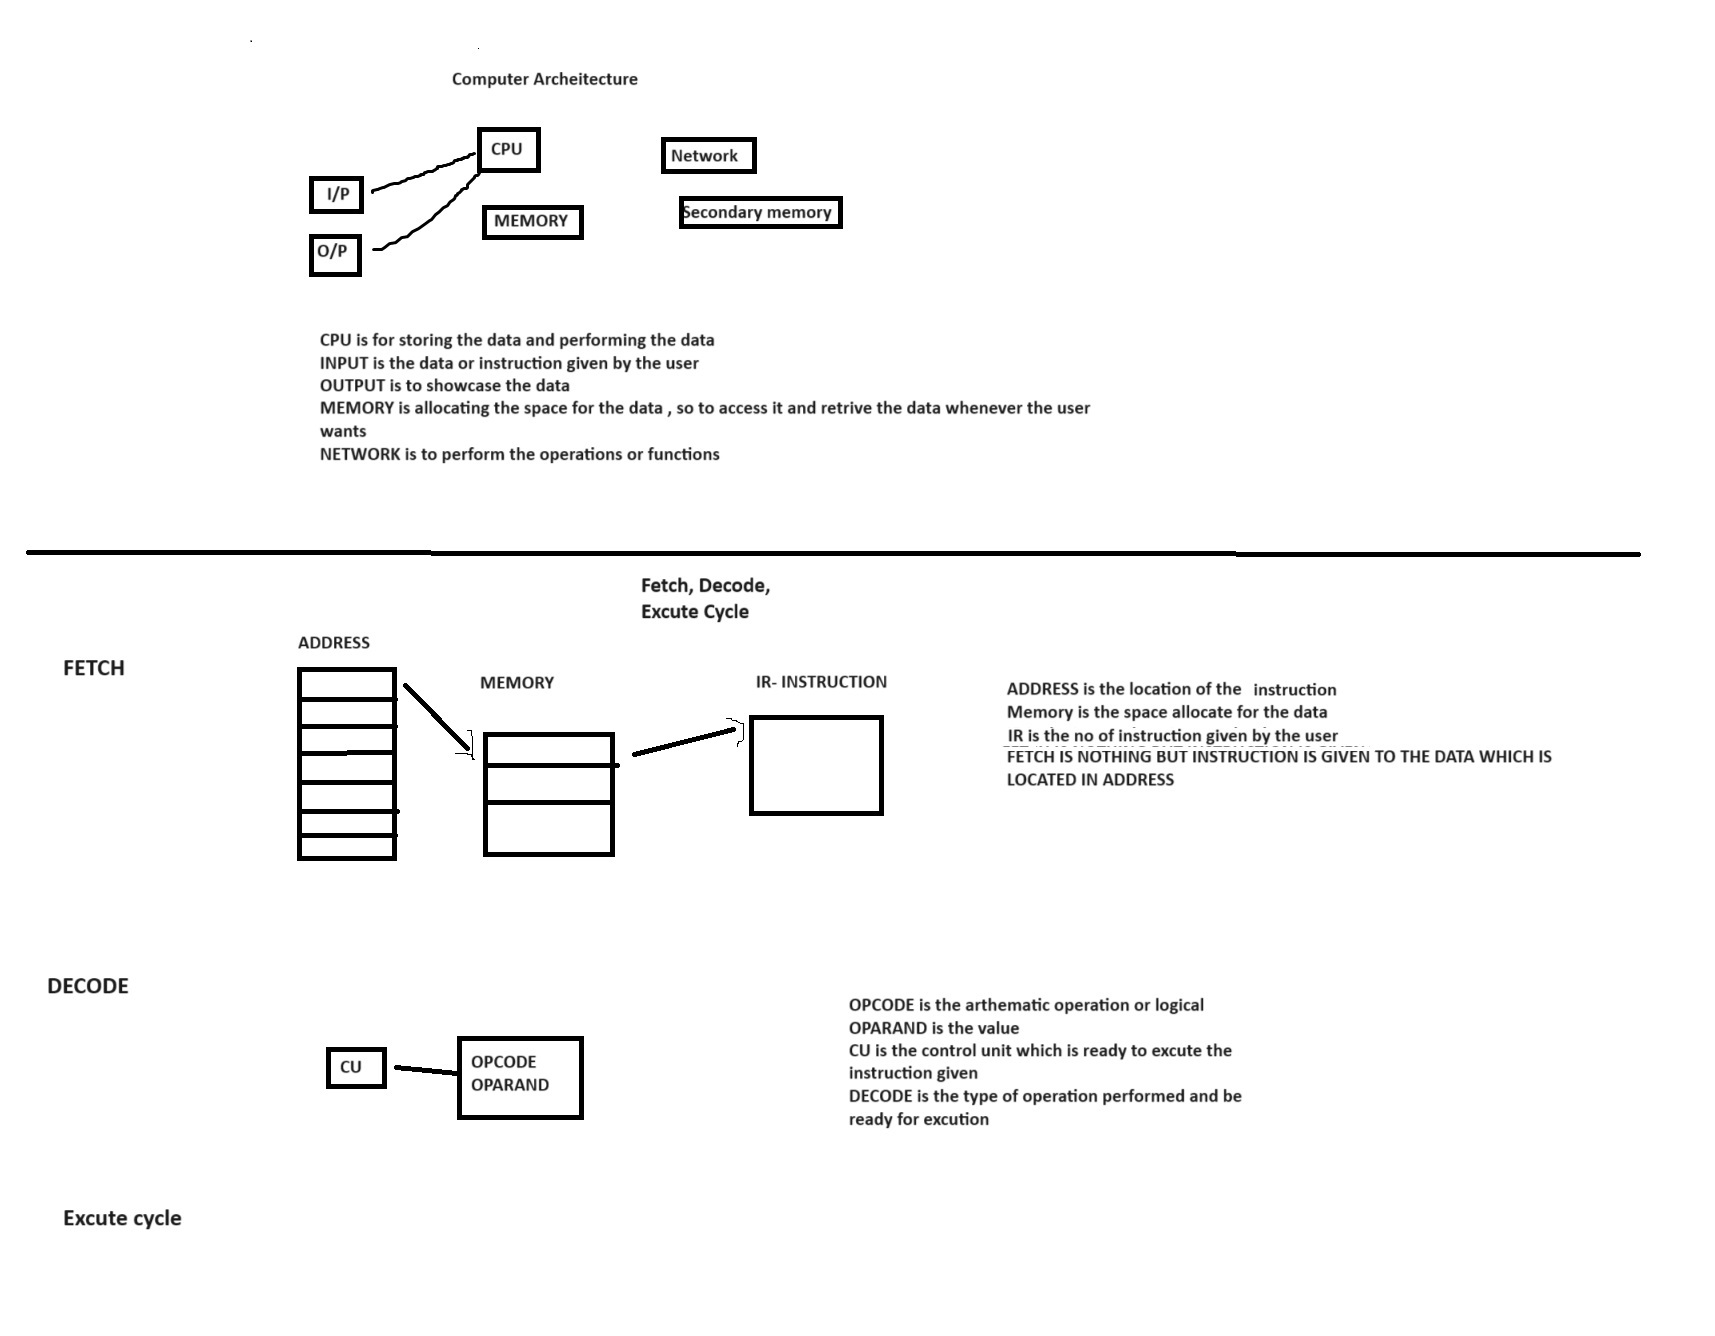 Computer Archeitecture
CPU
Network
I/P
Secondary memory
MEMORY
O/P
CPU is for storing the data and performing the data
INPUT is the data or instruction given by the user
OUTPUT is to showcase the data
MEMORY is allocating the space for the data , so to access it and retrive the data whenever the user
wants
NETWORK is to perform the operations or functions
Fetch, Decode,
Excute Cycle
FETCH
ADDRESS
MEMORY
IR- INSTRUCTION
ADDRESS is the location of the instruction
Memory is the space allocate for the data
IR is the no of instruction given by the user
FETCH IS NOTHING BUT INSTRUCTION IS GIVEN TO THE DATA WHICH IS
LOCATED IN ADDRESS
DECODE
CU
OPCODE
OPARAND
OPCODE is the arthematic operation or logical
OPARAND is the value
CU is the control unit which is ready to excute the
instruction given
DECODE is the type of operation performed and be
ready for excution
Excute cycle